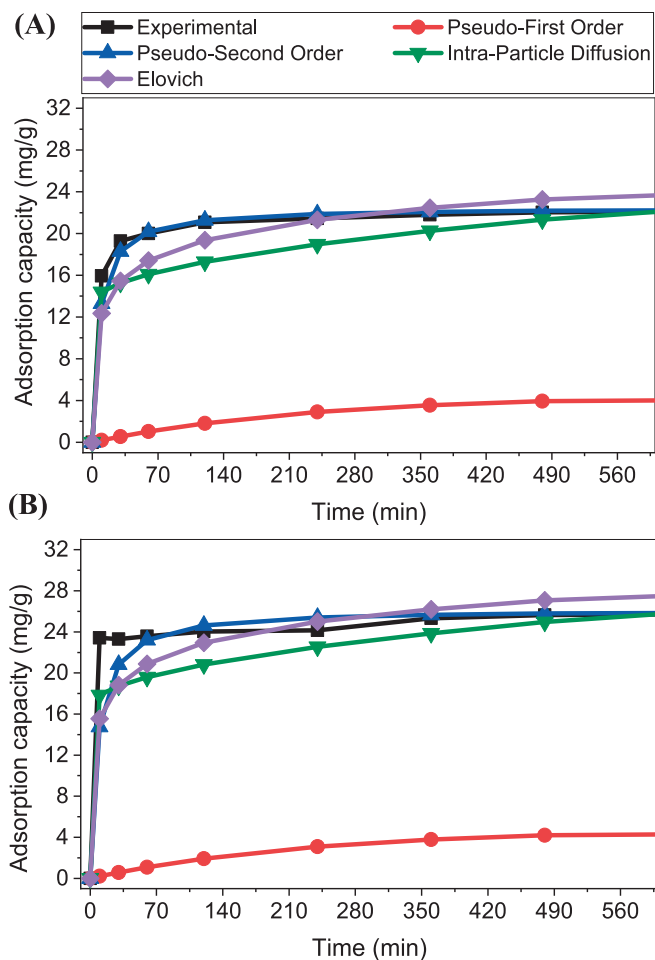 (A)
Experimental Pseudo-First Order
Pseudo-Second Order Intra-Particle Diffusion
Elovich
Adsorption capacity (mg/g)
32
28
24
20
16
12
8
4
0
0 70 140 210 280 350 420 490 560
Time (min)
(B)
Adsorption capacity (mg/g)
32
28
24
20
16
12
8
4
0
0 70 140 210 280 350 420 490 560
Time (min)